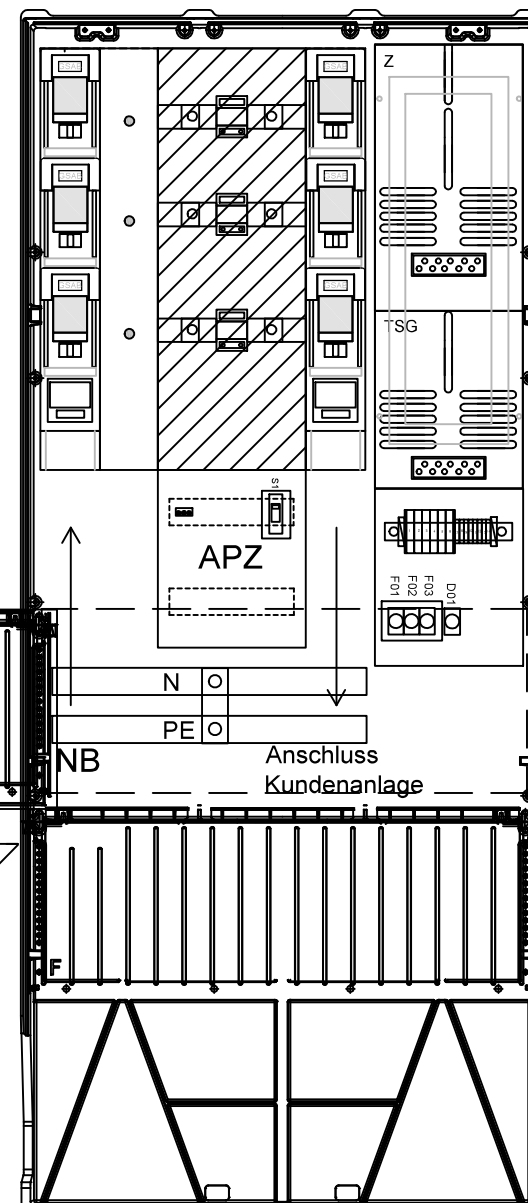 Z
TSG
S1
APZ
F01
F02
F03
D01
N
PE
NB
Anschluss
Kundenanlage
F